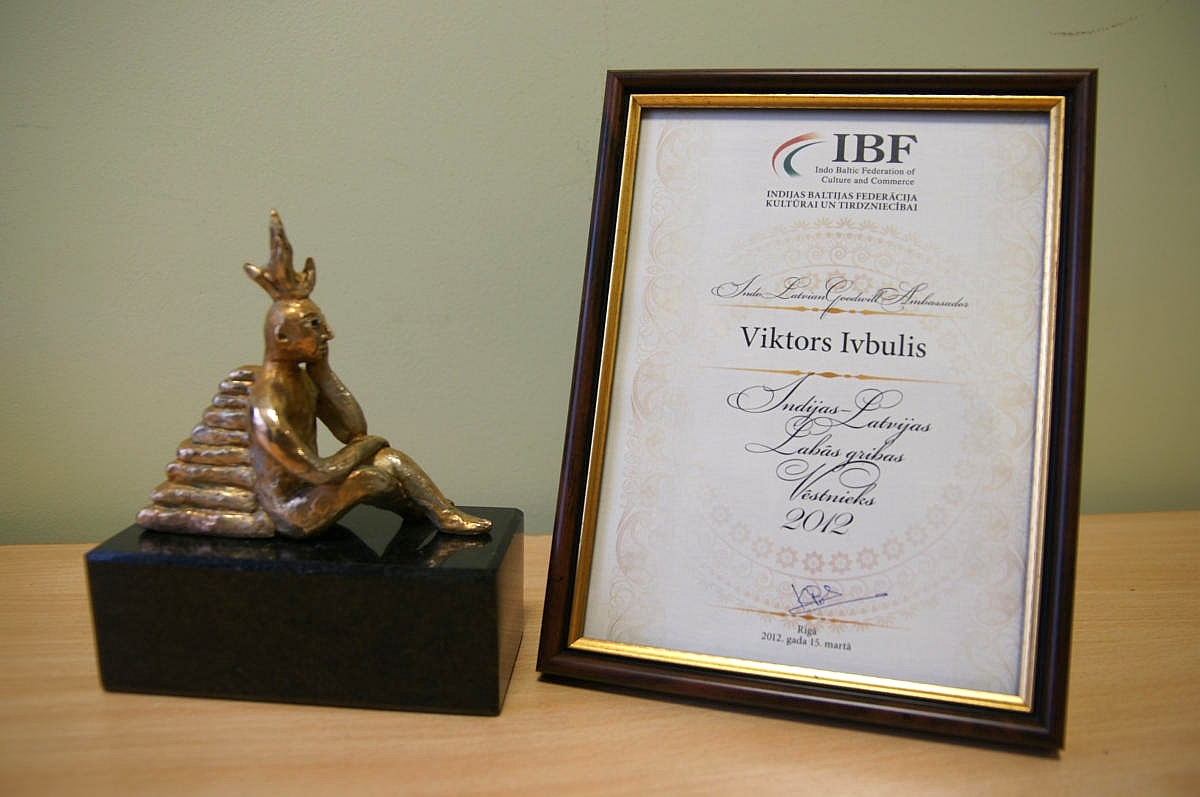 IBF
Indo Baltic Federation of
Culture and Commerce
INDIJAS BALTIJAS FEDERĀCIJA
KULTŪRAI UN TIRDZNIECĪBAI
Indo Latvian Goodwill Ambassador
Viktors Ivbulis
Indijas-Latvijas
Labās gribas
Vēstnieks
2012
Rīgā
2012. gada 15. martā